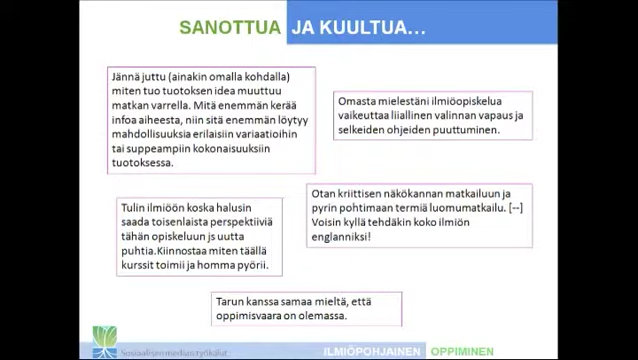 SANOTTUA JA KUULTUA...
Jännä juttu (ainakin omalla kohdalla)
miten tuo tuotoksen idea muuttuu
matkan varrella. Mitä enemmän kerää
infoa aiheesta, niin sitä enemmän löytyy
mahdollisuuksia erilaisiin variaatioihin
tai suppeampiin kokonaisuuksiin
tuotoksessa.
Omasta mielestäni ilmiöopiskelua
vaikeuttaa liiallinen valinnan vapaus ja
selkeiden ohjeiden puuttuminen.
Tulin ilmiöön koska halusin
saada toisenlaista perspektiiviä
tähän opiskeluun js uutta
puhtia.Kiinnostaa miten täällä
kurssit toimii ja homma pyörii.
Otan kriittisen näkökannan matkailuun ja
pyrin pohtimaan termiä luomumatkailu. [--]
Voisin kyllä tehdäkin koko ilmiön
englanniksi!
Tarun kanssa samaa mieltä, että
oppimisvaara on olemassa.
Sosiaalisen median työkalut
ILMIÖPOHJAINEN OPPIMINEN